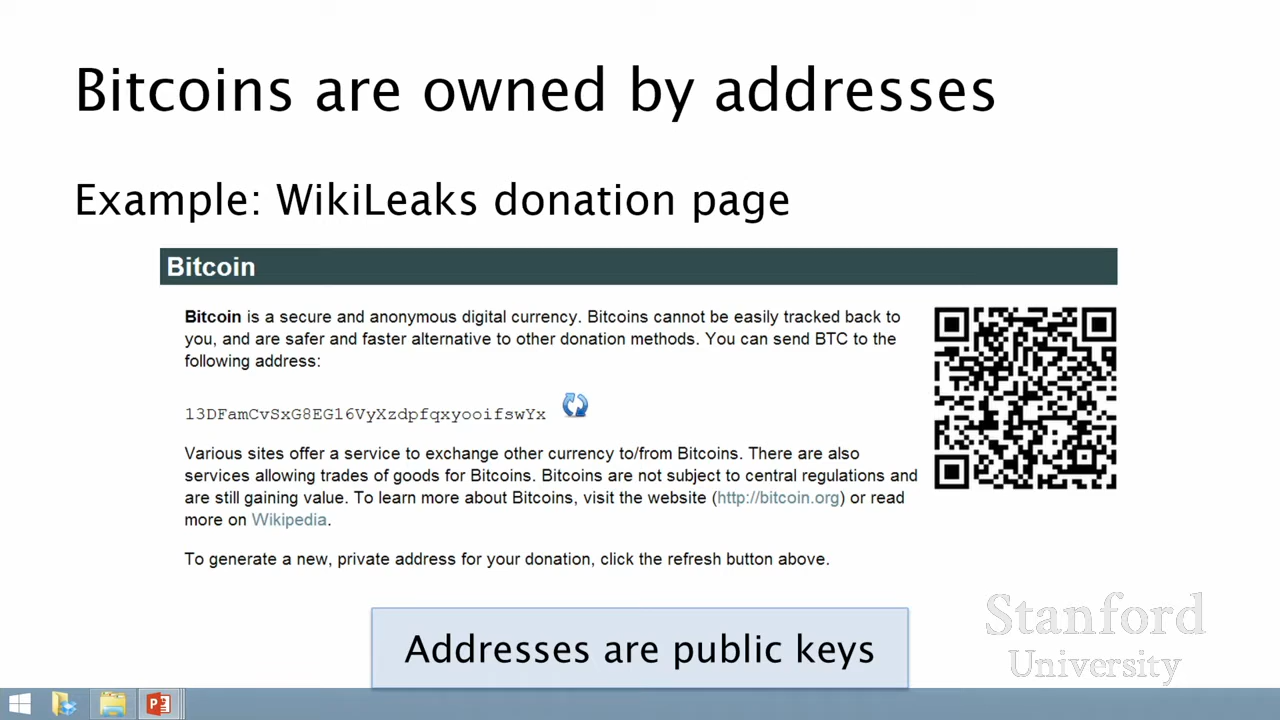 Bitcoins are owned by addresses
Example: WikiLeaks donation page
Bitcoin
Bitcoin is a secure and anonymous digital currency. Bitcoins cannot be easily tracked back to
you, and are safer and faster alternative to other donation methods. You can send BTC to the
following address:
13DFamCvSxG8EG16VyXzdpfqxyooifswYx
Various sites offer a service to exchange other currency to/from Bitcoins. There are also
services allowing trades of goods for Bitcoins. Bitcoins are not subject to central regulations and
are still gaining value. To learn more about Bitcoins, visit the website (http://bitcoin.org) or read
more on Wikipedia.
To generate a new, private address for your donation, click the refresh button above.
Addresses are public keys
Stanford
University